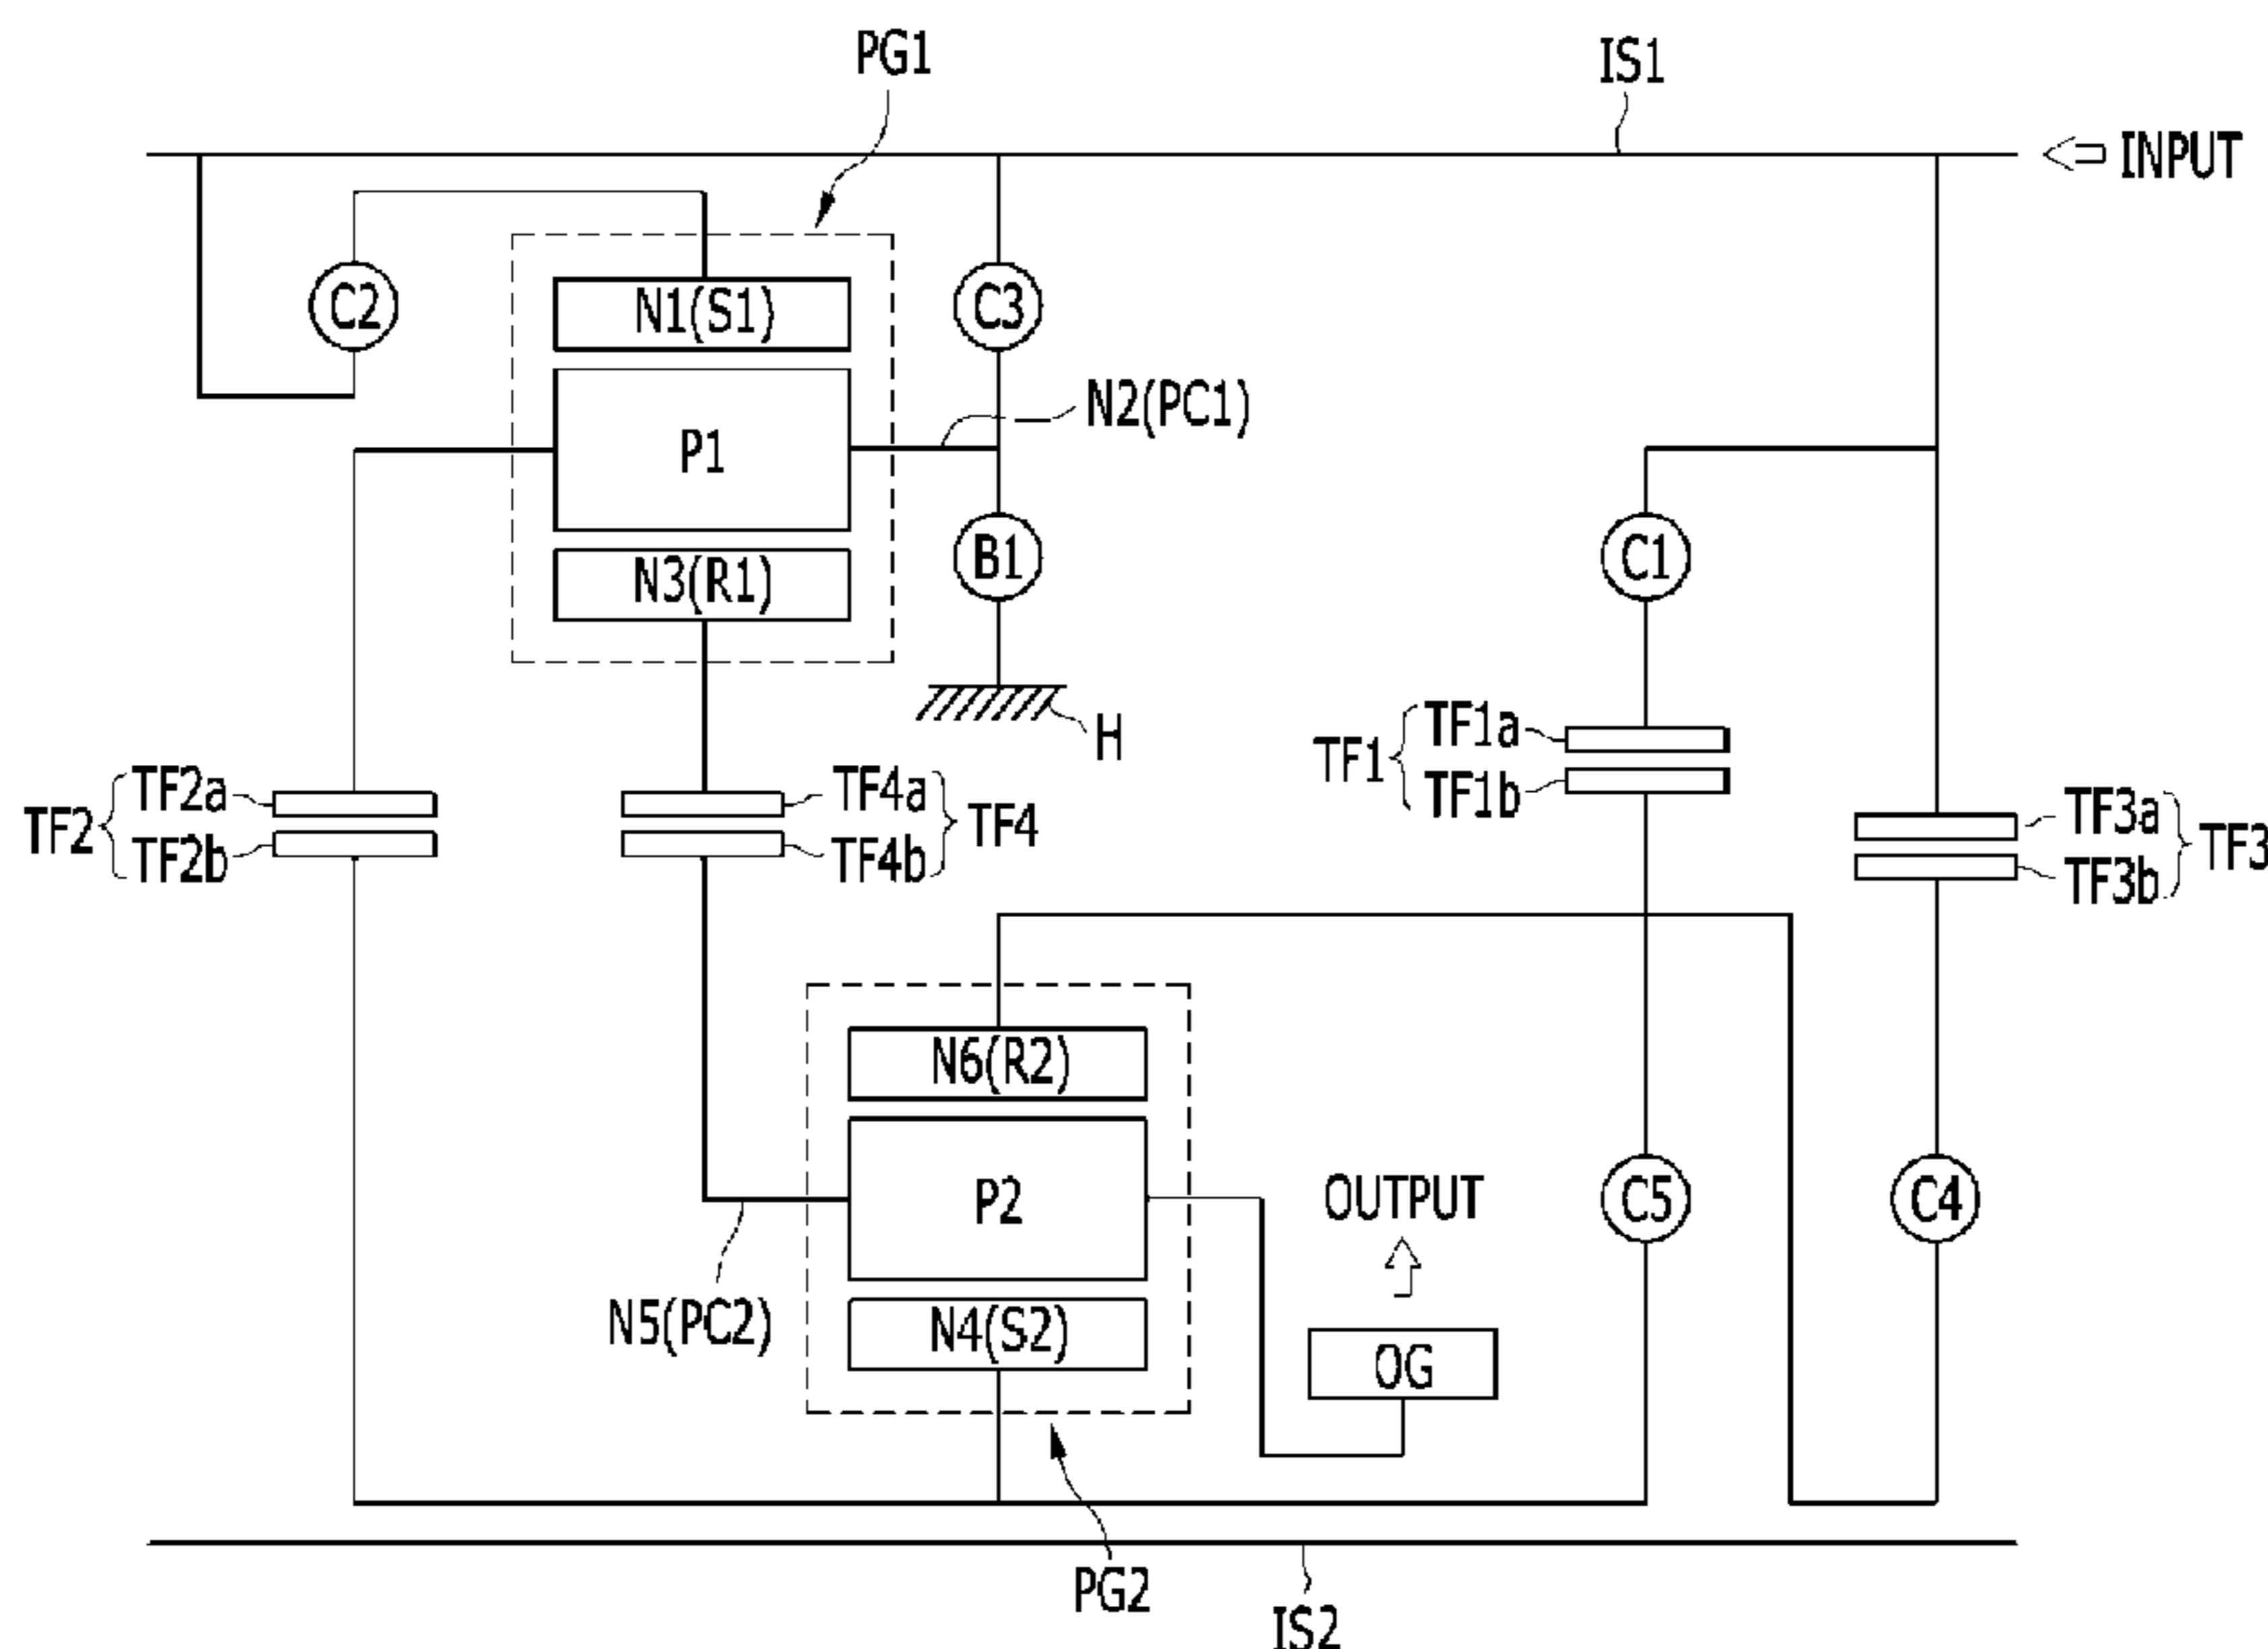 PG1
IS1
INPUT
C2
N1(S1)
C3
N2(PC1)
P1
N3(R1)
B1
C1
H
TF1
TF1a
TF1b
TF2
TF2a
TF2b
TF4a
TF4b
TF4
TF3a
TF3b
TF3
N6(R2)
P2
OUTPUT
C5
C4
N5(PC2)
N4(S2)
OG
PG2
IS2